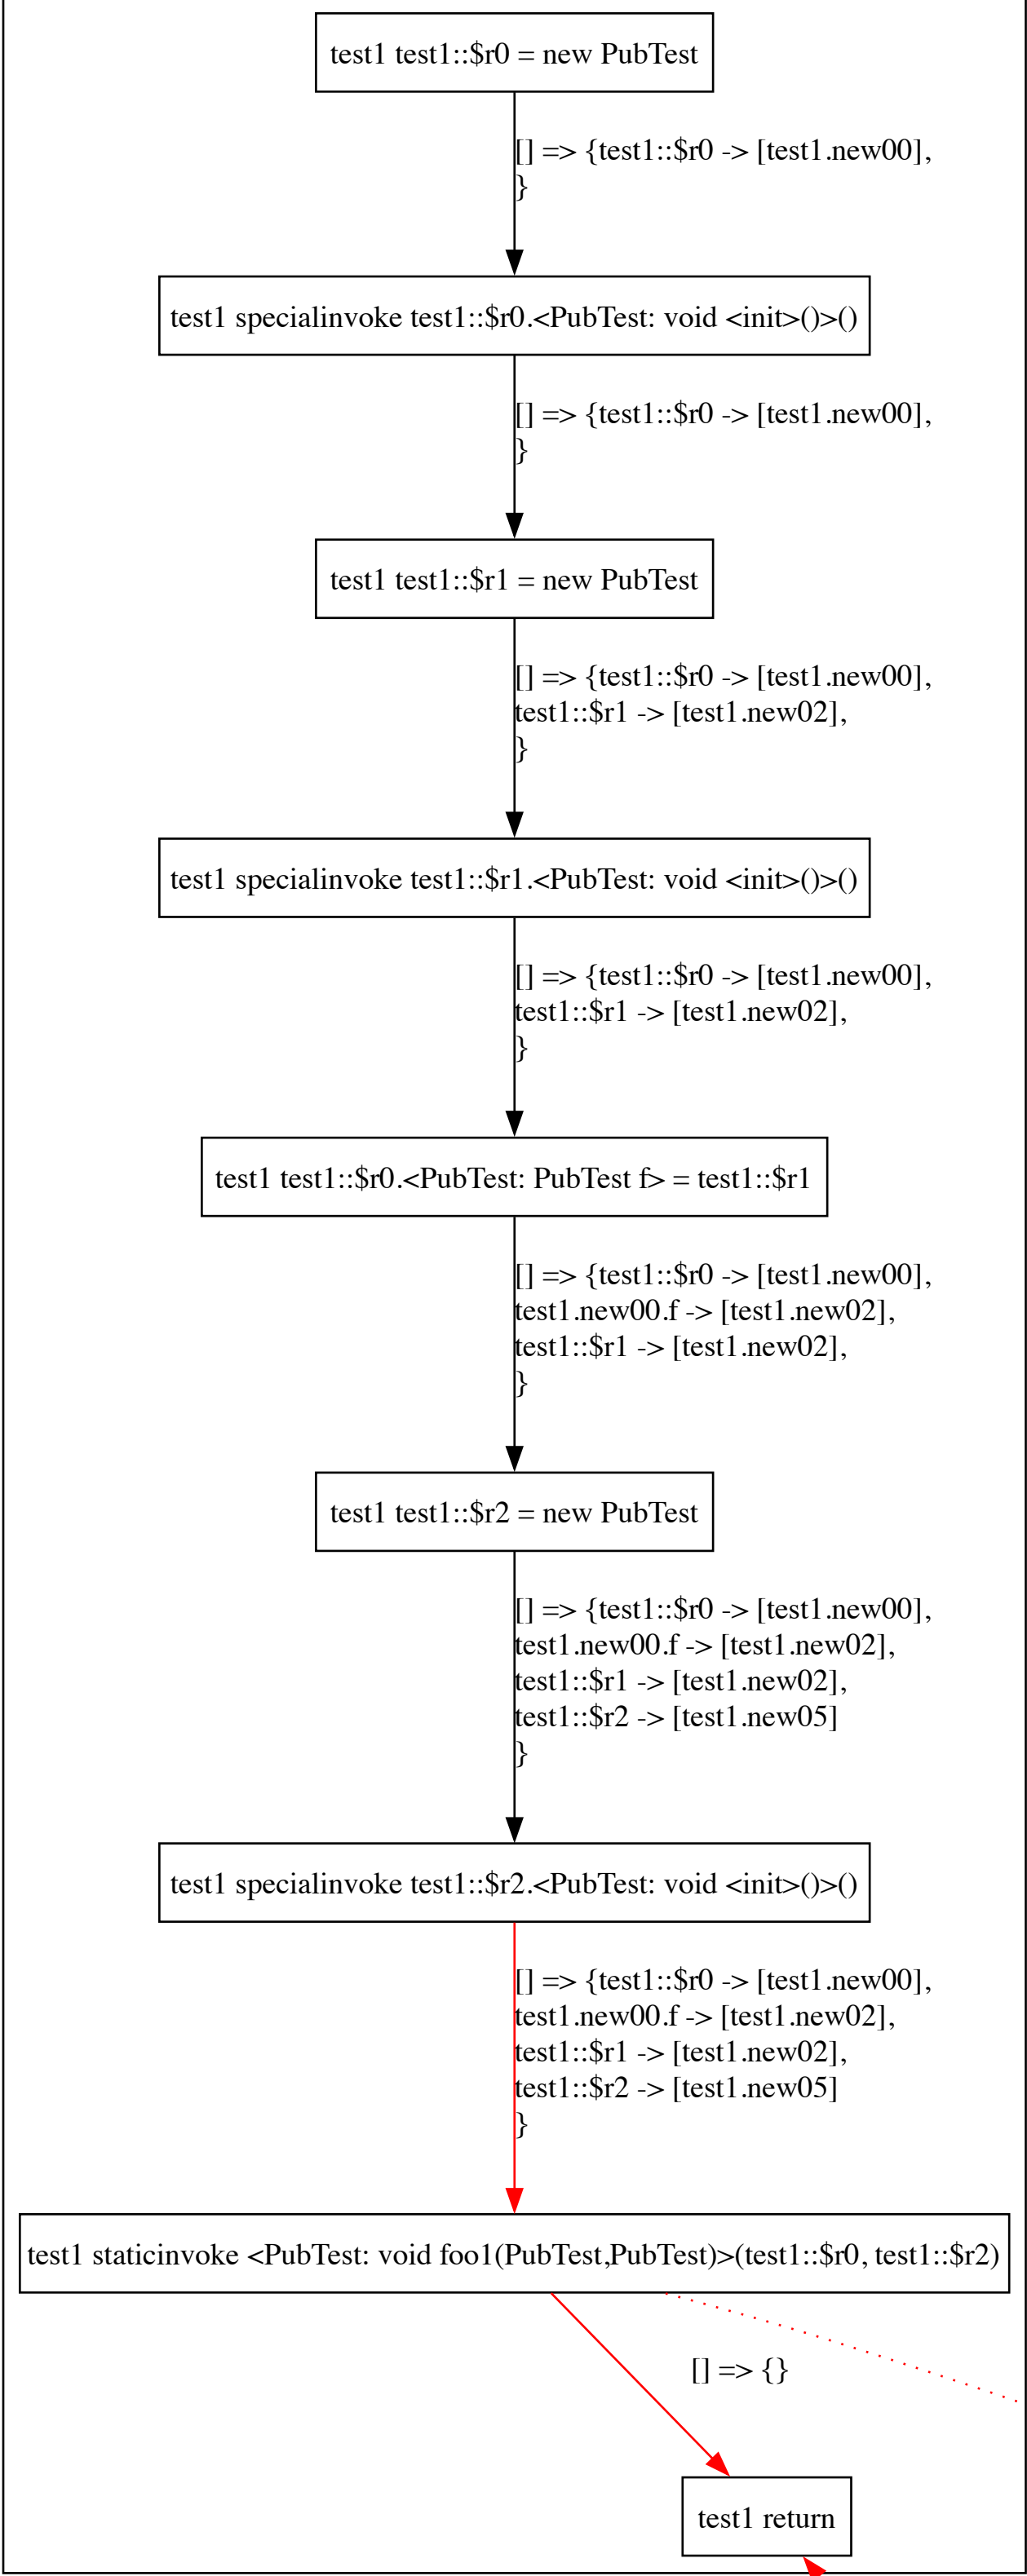 test1 test1::$r0 = new PubTest
[] => {test1::$r0 -> [test1.new00],
}
test1 specialinvoke test1::$r0.<PubTest: void <init>()>()
[] => {test1::$r0 -> [test1.new00],
}
test1 test1::$r1 = new PubTest
[] => {test1::$r0 -> [test1.new00],
test1::$r1 -> [test1.new02],
}
test1 specialinvoke test1::$r1.<PubTest: void <init>()>()
[] => {test1::$r0 -> [test1.new00],
test1::$r1 -> [test1.new02],
}
test1 test1::$r0.<PubTest: PubTest f> = test1::$r1
[] => {test1::$r0 -> [test1.new00],
test1.new00.f -> [test1.new02],
test1::$r1 -> [test1.new02],
}
test1 test1::$r2 = new PubTest
[] => {test1::$r0 -> [test1.new00],
test1.new00.f -> [test1.new02],
test1::$r1 -> [test1.new02],
test1::$r2 -> [test1.new05]
}
test1 specialinvoke test1::$r2.<PubTest: void <init>()>()
[] => {test1::$r0 -> [test1.new00],
test1.new00.f -> [test1.new02],
test1::$r1 -> [test1.new02],
test1::$r2 -> [test1.new05]
}
test1 staticinvoke <PubTest: void foo1(PubTest,PubTest)>(test1::$r0, test1::$r2)
[] => {}
test1 return